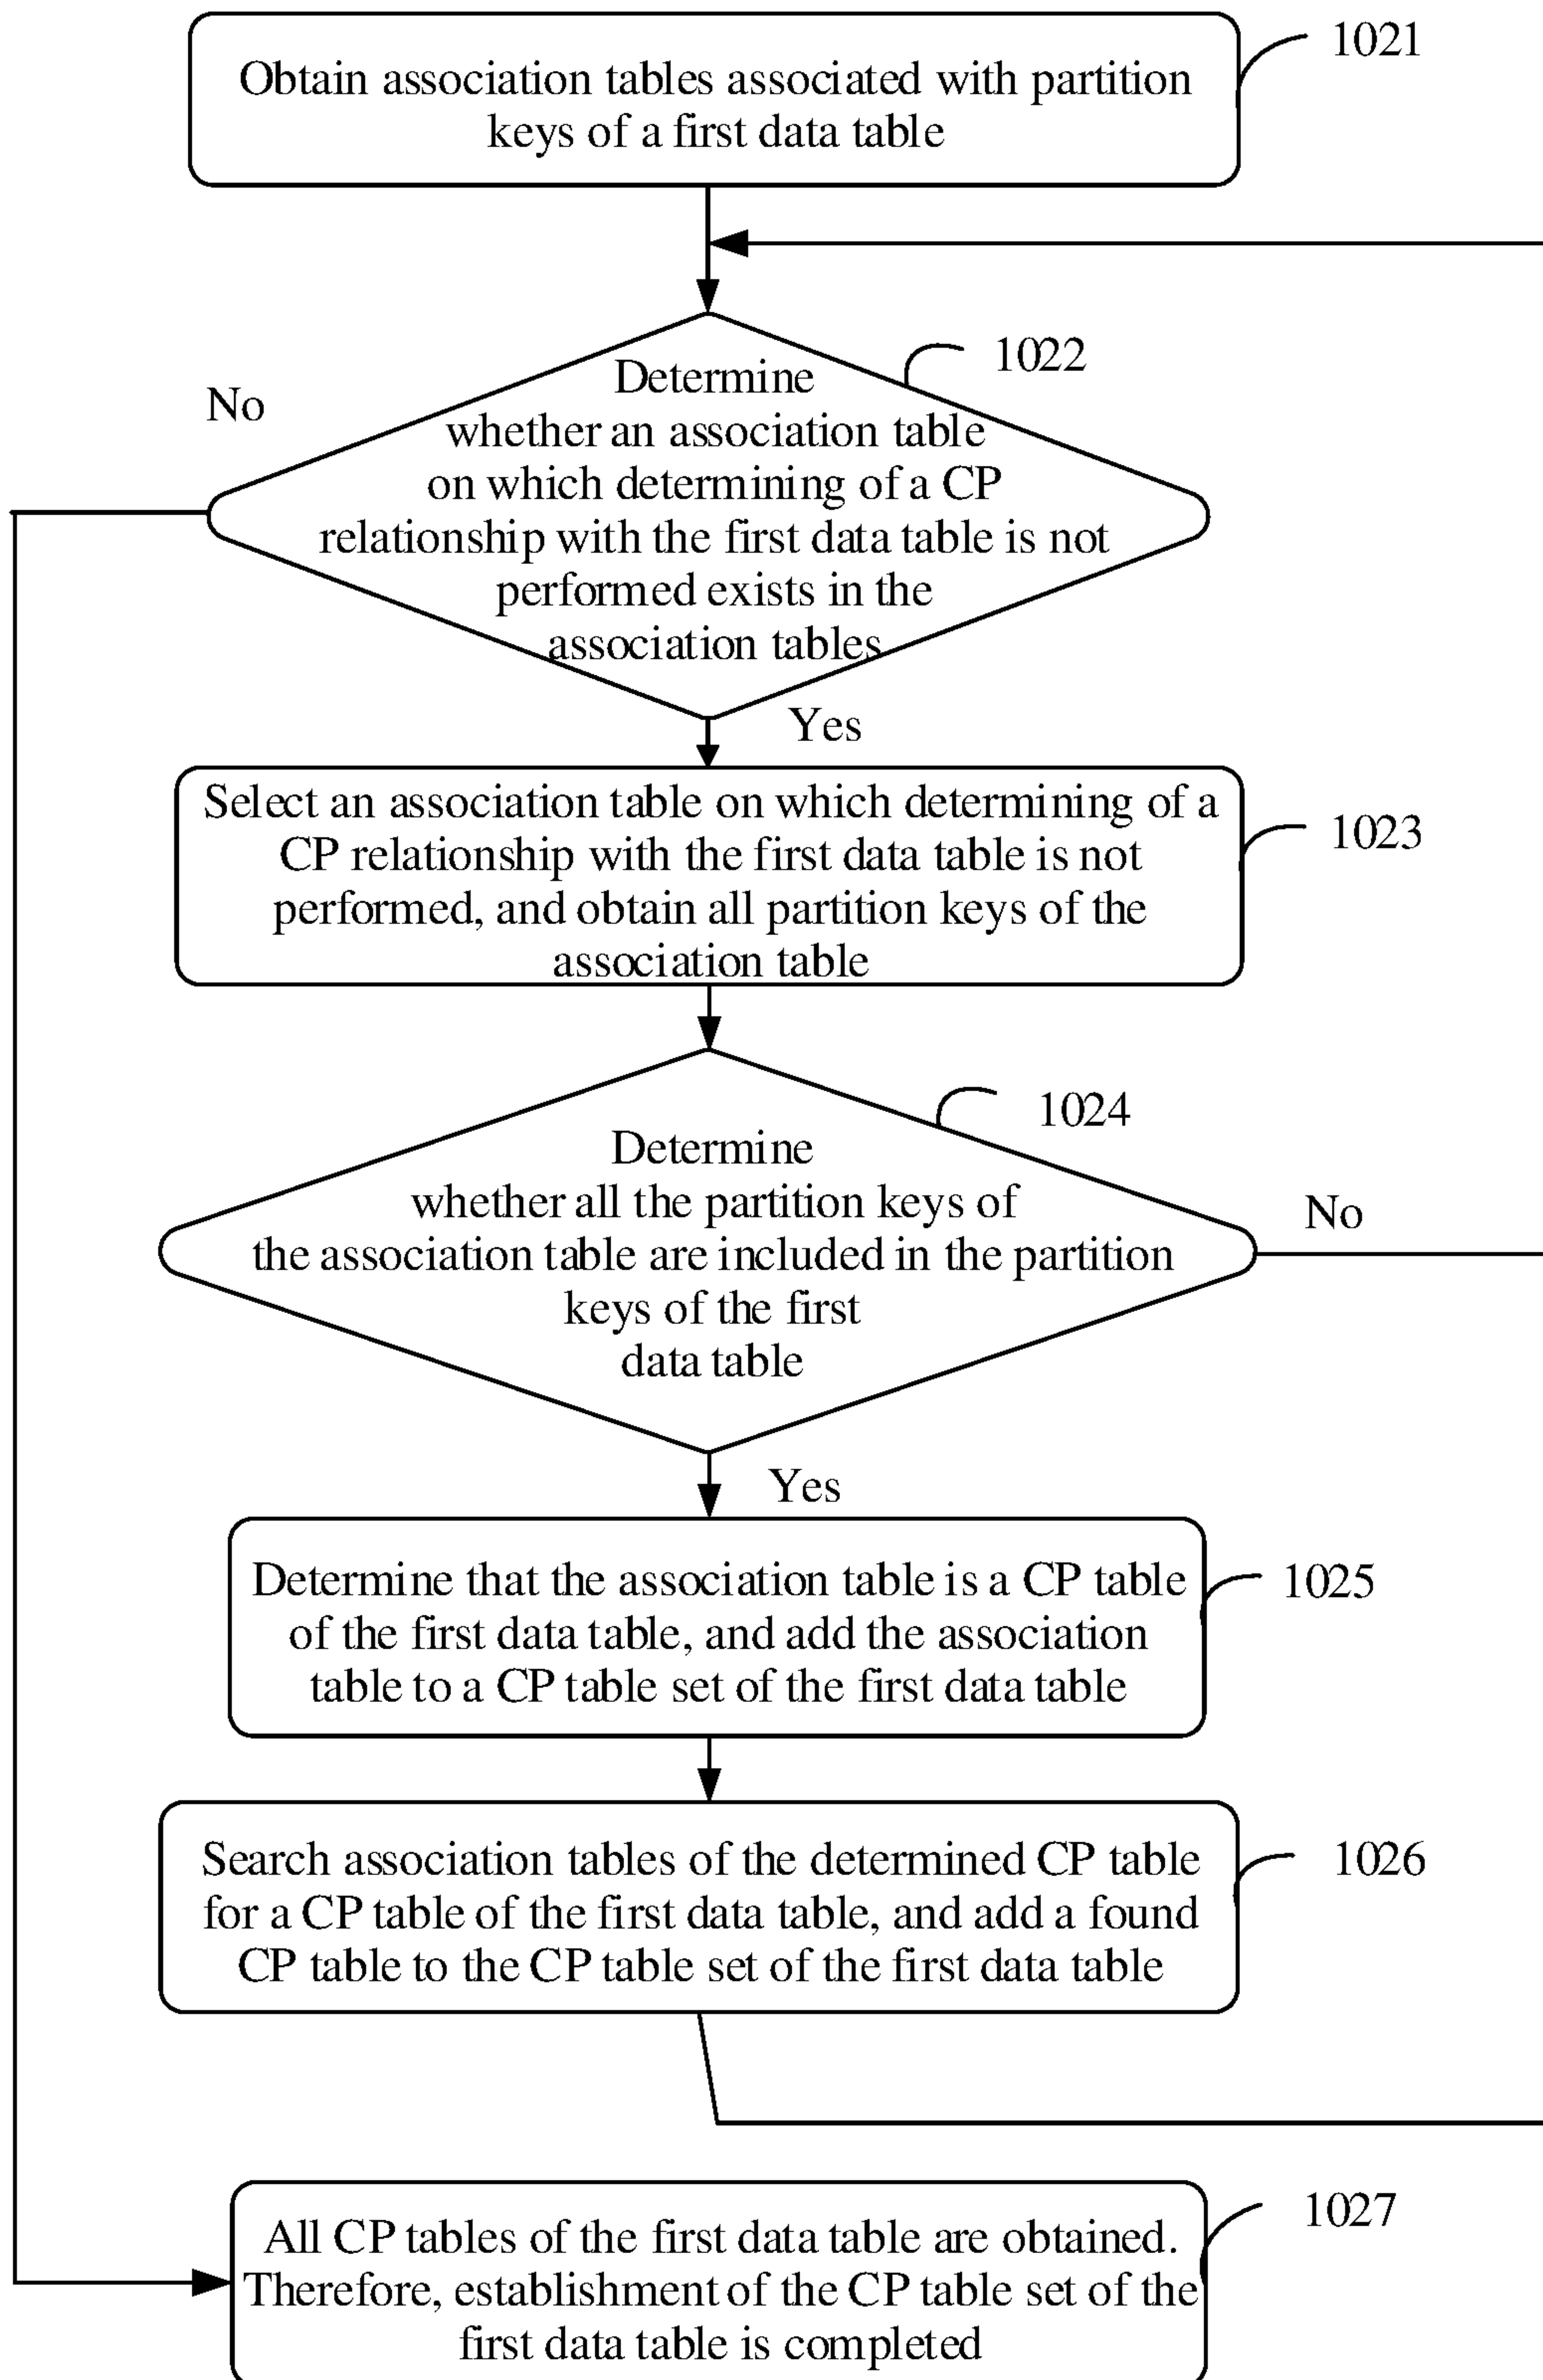 Obtain association tables associated with partition
keys of a first data table
1021
Determine
whether an association table
on which determining of a CP
relationship with the first data table is not
performed exists in the
association tables
1022
No
Yes
Select an association table on which determining of a
CP relationship with the first data table is not
performed, and obtain all partition keys of the
association table
1023
Determine
whether all the partition keys of
the association table are included in the partition
keys of the first
data table
1024
No
Yes
Determine that the association table is a CP table
of the first data table, and add the association
table to a CP table set of the first data table
1025
Search association tables of the determined CP table
for a CP table of the first data table, and add a found
CP table to the CP table set of the first data table
1026
All CP tables of the first data table are obtained.
Therefore, establishment of the CP table set of the
first data table is completed
1027